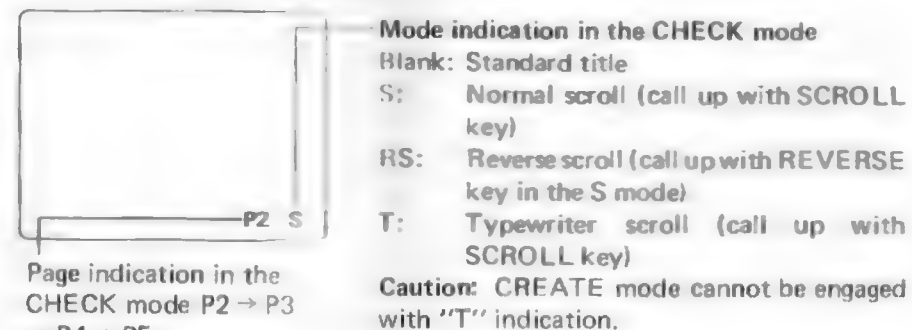 Mode indication in the CHECK mode
Blank: Standard title
S: Normal scroll (call up with SCROLL
key)
RS: Reverse scroll (call up with REVERSE
key in the S mode)
T: Typewriter scroll (call up with
SCROLL key)
Caution: CREATE mode cannot be engaged
with "T" indication.
P2 S
Page indication in the
CHECK mode P2 → P3